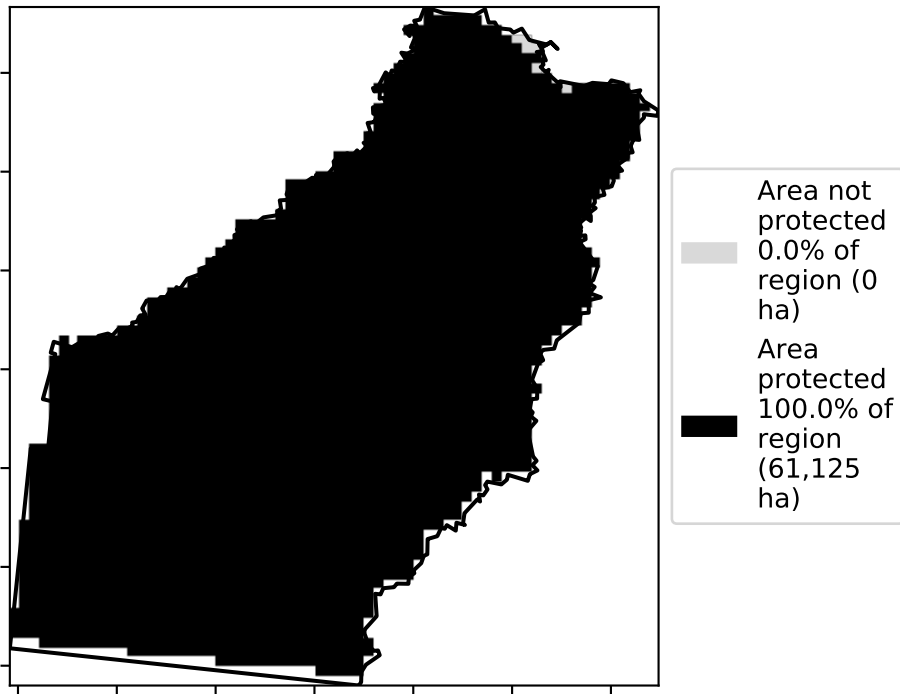 Area not
protected
0.0% of
region (0
ha)
Area
protected
100.0% of
region
(61,125
ha)